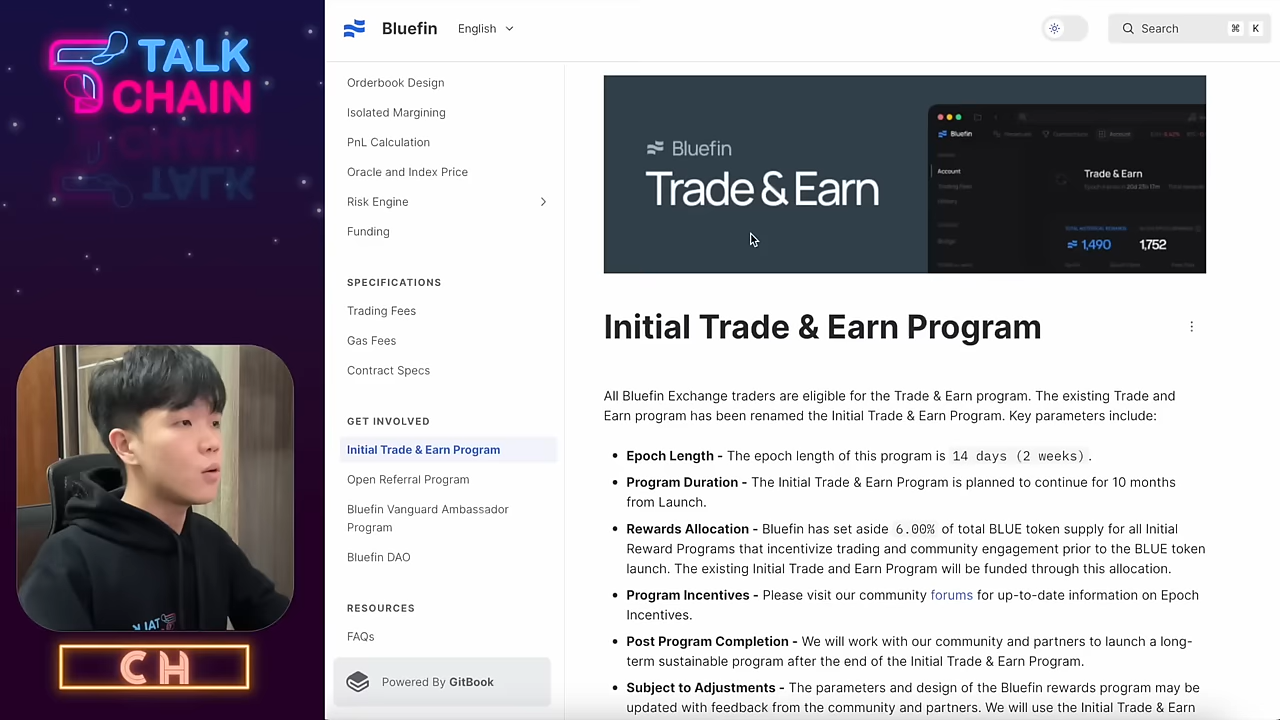 TALK
CHAIN
CH
Bluefin
English
Search
⌘ K
Orderbook Design
Isolated Margining
PnL Calculation
Oracle and Index Price
Risk Engine
Funding
SPECIFICATIONS
Trading Fees
Gas Fees
Contract Specs
GET INVOLVED
Initial Trade & Earn Program
Open Referral Program
Bluefin Vanguard Ambassador
Program
Bluefin DAO
RESOURCES
FAQs
Powered By GitBook
Bluefin
Trade & Earn
Bluefin
Account
Trade & Earn
1,490
1,752
Initial Trade & Earn Program
All Bluefin Exchange traders are eligible for the Trade & Earn program. The existing Trade and
Earn program has been renamed the Initial Trade & Earn Program. Key parameters include:
• Epoch Length - The epoch length of this program is 14 days (2 weeks).
• Program Duration - The Initial Trade & Earn Program is planned to continue for 10 months
from Launch.
• Rewards Allocation - Bluefin has set aside 6.00% of total BLUE token supply for all Initial
Reward Programs that incentivize trading and community engagement prior to the BLUE token
launch. The existing Initial Trade and Earn Program will be funded through this allocation.
• Program Incentives - Please visit our community forums for up-to-date information on Epoch
Incentives.
• Post Program Completion - We will work with our community and partners to launch a long-
term sustainable program after the end of the Initial Trade & Earn Program.
• Subject to Adjustments - The parameters and design of the Bluefin rewards program may be
updated with feedback from the community and partners. We will use the Initial Trade & Earn